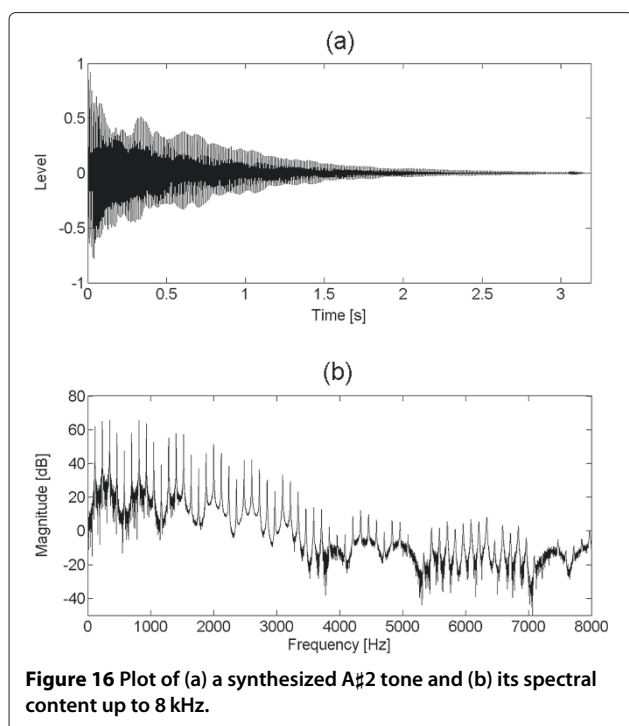 (a)
1
0.5
0
-0.5
-1
Level
0 0.5 1 1.5 2 2.5 3
Time [s]
(b)
80
60
40
20
0
-20
-40
Magnitude [dB]
0 1000 2000 3000 4000 5000 6000 7000 8000
Frequency [Hz]
Figure 16 Plot of (a) a synthesized A♯2 tone and (b) its spectral
content up to 8 kHz.